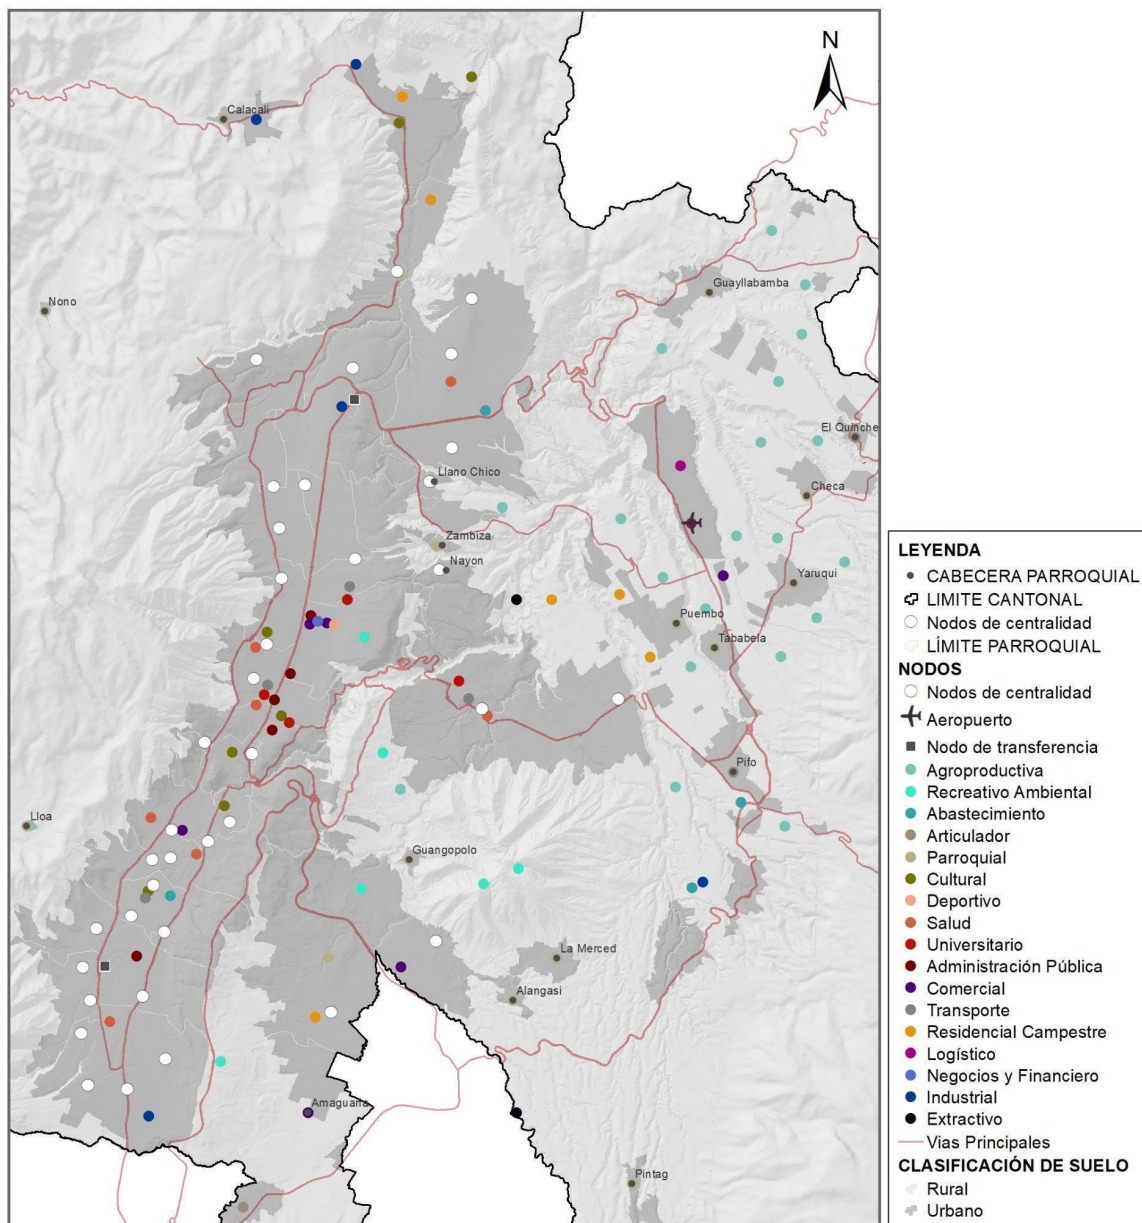 N
Calacali
Nono
Guayllabamba
El Quinche
Llano Chico
Checa
Zambiza
Nayon
Yaruqui
Puembo
Tababela
Pifo
Lloa
Guangopolo
La Merced
Alangasi
Amaguana
Pintag
LEYENDA
CABECERA PARROQUIAL
LIMITE CANTONAL
Nodos de centralidad
LÍMITE PARROQUIAL
NODOS
Nodos de centralidad
Aeropuerto
Nodo de transferencia
Agroproductiva
Recreativo Ambiental
Abastecimiento
Articulador
Parroquial
Cultural
Deportivo
Salud
Universitario
Administración Pública
Comercial
Transporte
Residencial Campestre
Logístico
Negocios y Financiero
Industrial
Extractivo
Vias Principales
CLASIFICACIÓN DE SUELO
Rural
Urbano